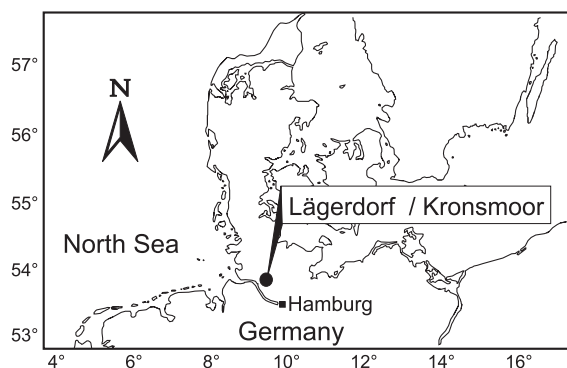 57°
N
56°
55°
Lägerdorf / Kronsmoor
North Sea
54°
Hamburg
Germany
53°
4° 6° 8° 10° 12° 14° 16°